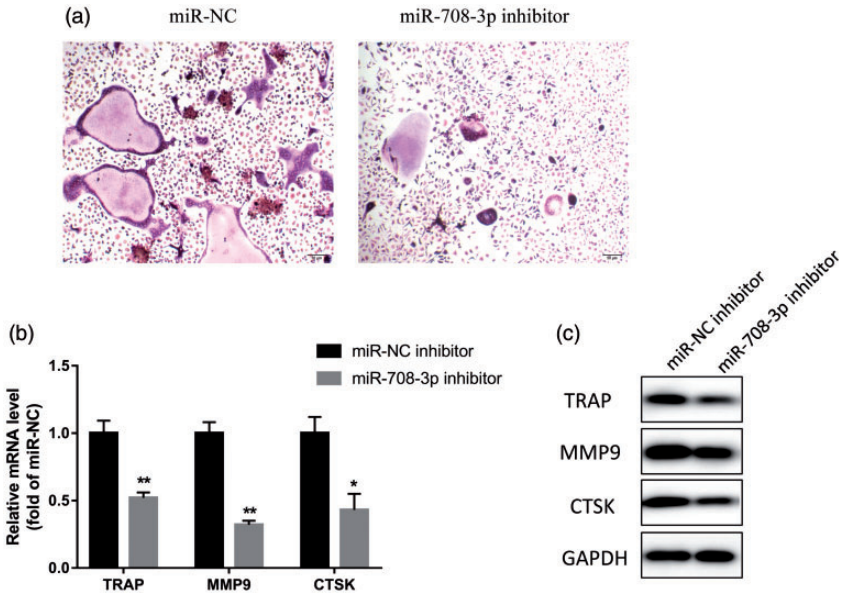 (a)
miR-NC
miR-708-3p inhibitor
(b)
miR-NC inhibitor
miR-708-3p inhibitor
Relative mRNA level
(fold of miR-NC)
1.5
1.0
0.5
0.0
**
**
*
TRAP
MMP9
CTSK
(c)
miR-NC inhibitor
miR-708-3p inhibitor
TRAP
MMP9
CTSK
GAPDH